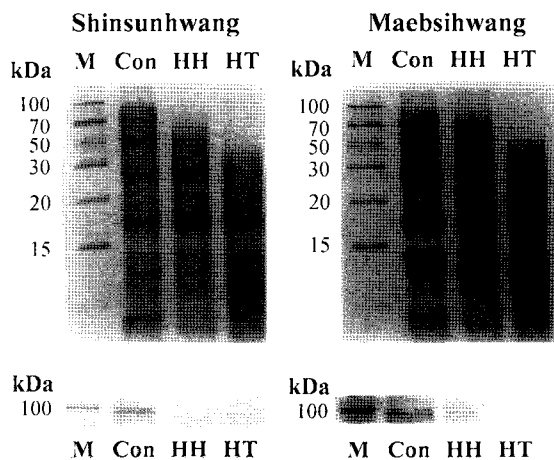 Shinsunhwang Maebsihwang
kDa M Con HH HT kDa M Con HH HT
100 100
70 70
50 50
30 30
20 20
15 15
kDa kDa
100 100
M Con HH HT M Con HH HT